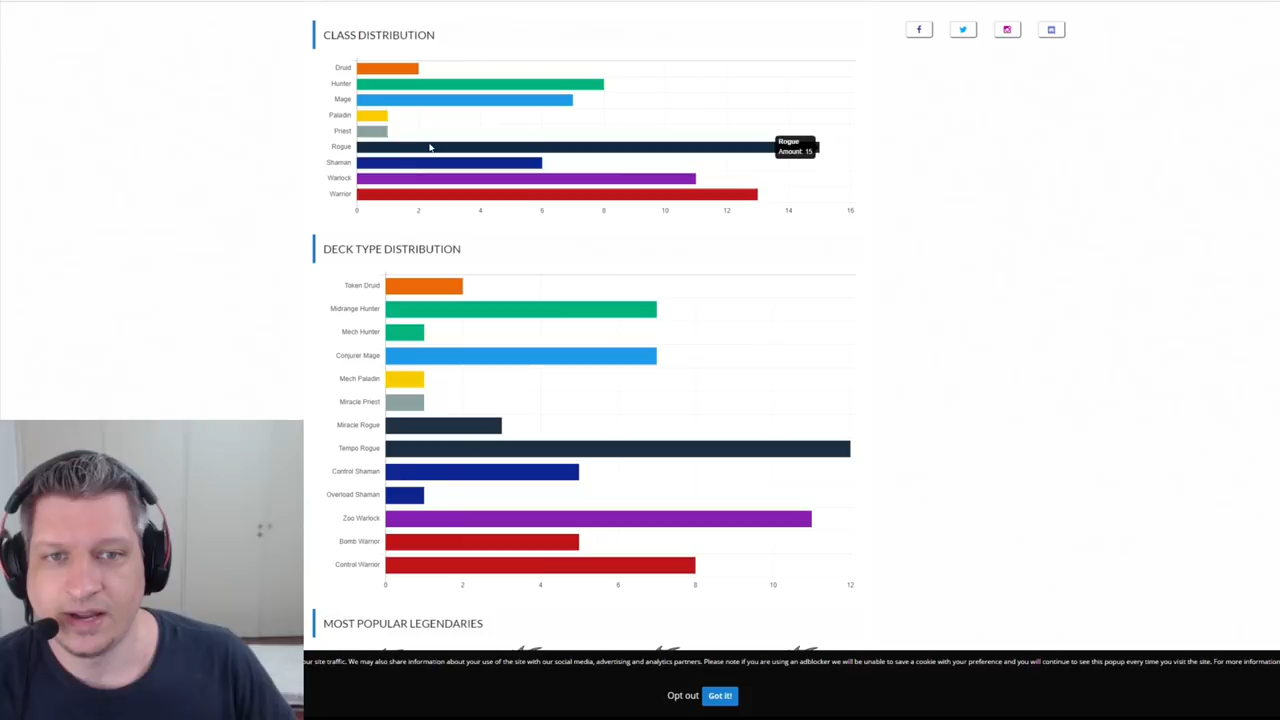 CLASS DISTRIBUTION
Druid
Hunter
Mage
Paladin
Priest
Rogue
Shaman
Warlock
Warrior
Rogue
Amount: 15
0 2 4 6 8 10 12 14 16
DECK TYPE DISTRIBUTION
Token Druid
Midrange Hunter
Mech Hunter
Conjurer Mage
Mech Paladin
Miracle Priest
Miracle Rogue
Tempo Rogue
Control Shaman
Overload Shaman
Zoo Warlock
Bomb Warrior
Control Warrior
0 2 4 6 8 10 12
MOST POPULAR LEGENDARIES
our site traffic. We may also share information about your use of the site with our social media, advertising and analytics partners. Please note if you are using an adblocker we will be unable to save a cookie with your preference and you will continue to see this popup every time you visit the site. For more information
Opt out Got it!